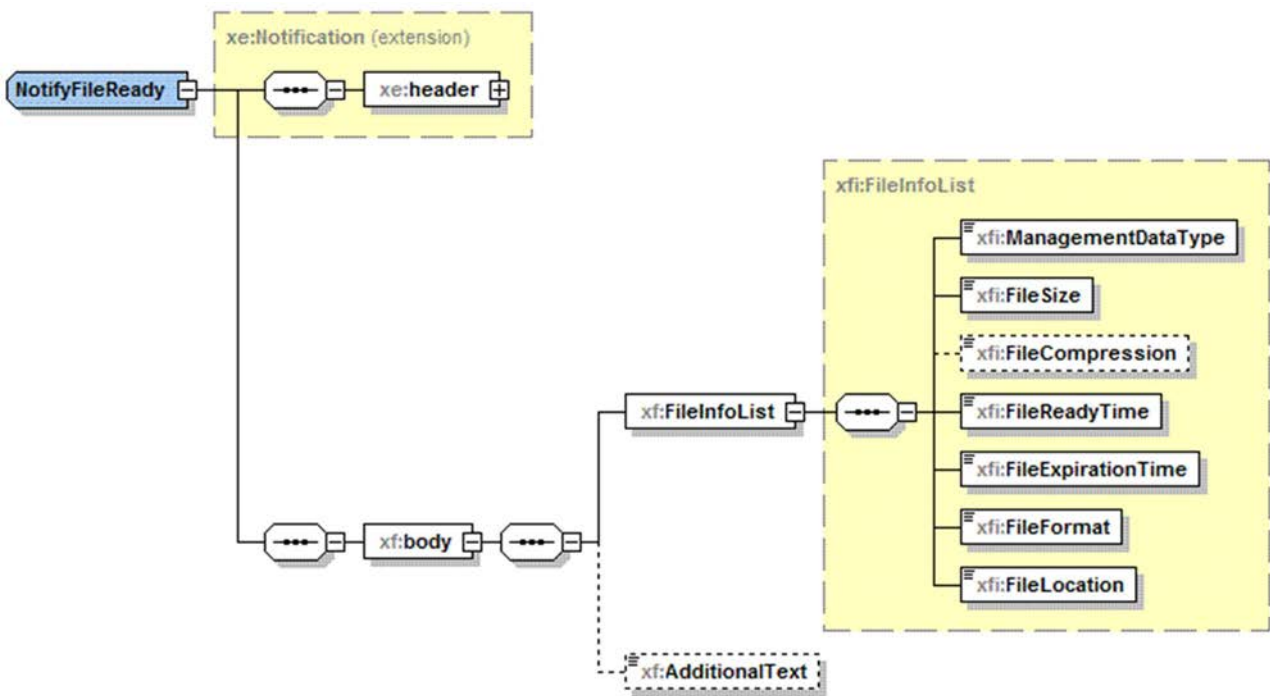 xe:Notification (extension)
NotifyFileReady
xe:header
xfi:FileInfoList
xfi:ManagementDataType
xfi:FileSize
xfi:FileCompression
xf:FileInfoList
xfi:FileReadyTime
xfi:FileExpirationTime
xf:body
xfi:FileFormat
xfi:FileLocation
xf:AdditionalText